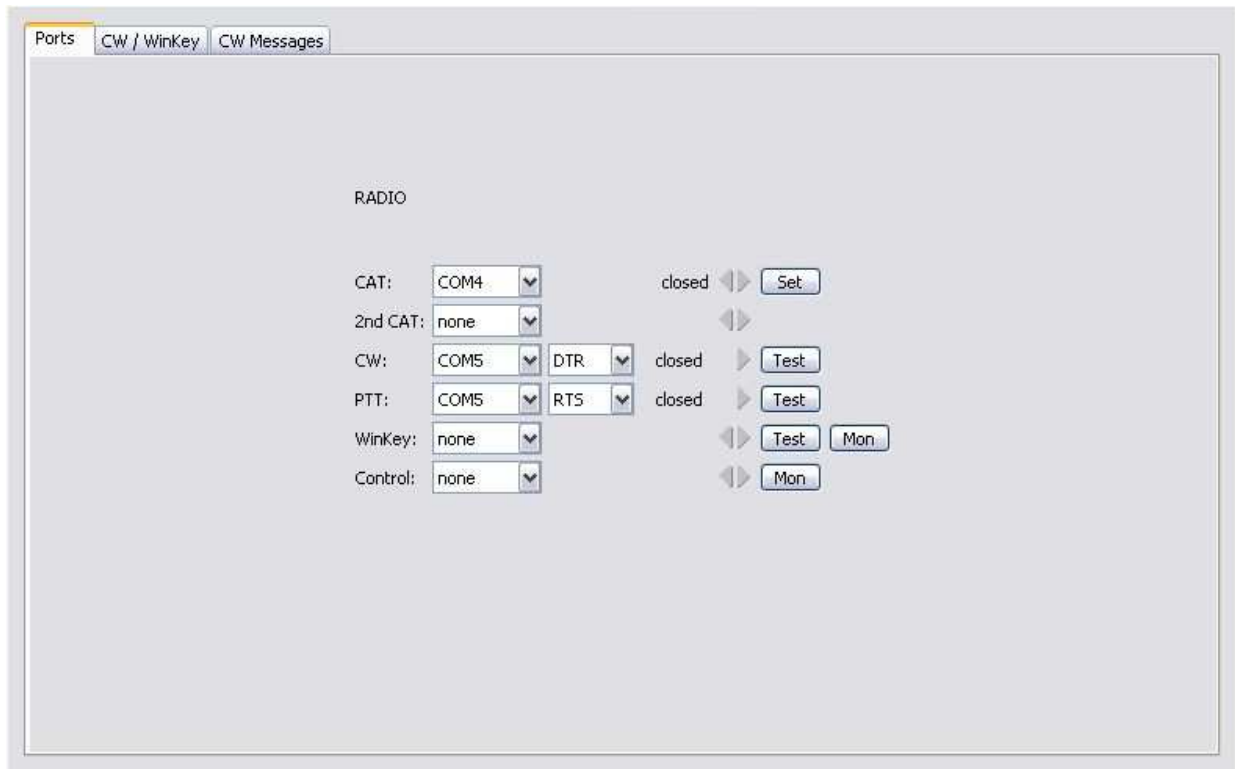 Ports CW / WinKey CW Messages
RADIO
CAT: COM4 closed Set
2nd CAT: none
CW: COM5 DTR closed Test
PTT: COM5 RTS closed Test
WinKey: none Test Mon
Control: none Mon